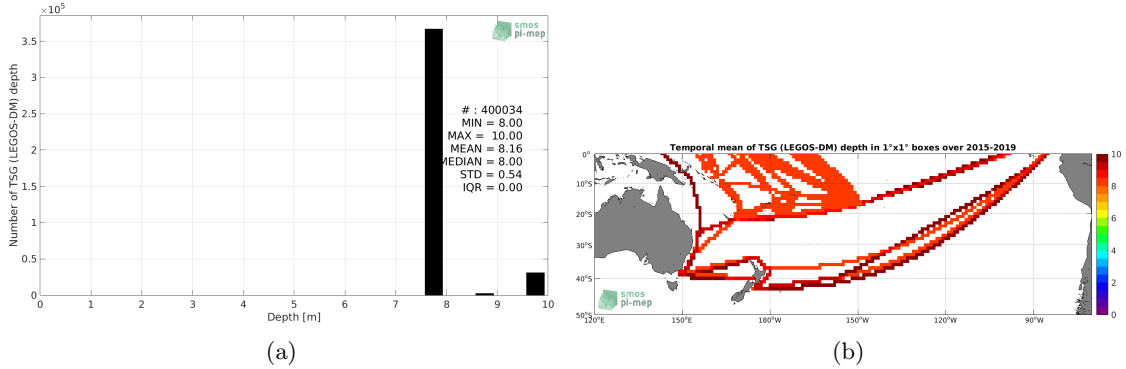 ×10⁵
smos
pi-mep
Number of TSG (LEGOS-DM) depth
3.5
3
2.5
2
1.5
1
0.5
0
# : 400034
MIN = 8.00
MAX = 10.00
MEAN = 8.16
MEDIAN = 8.00
STD = 0.54
IQR = 0.00
0 1 2 3 4 5 6 7 8 9 10
Depth [m]
(a)
Temporal mean of TSG (LEGOS-DM) depth in 1°x1° boxes over 2015-2019
0°
10°S
20°S
30°S
40°S
50°S
120°E 150°E 180°W 150°W 120°W 90°W
smos
pi-mep
10
8
6
4
2
0
(b)